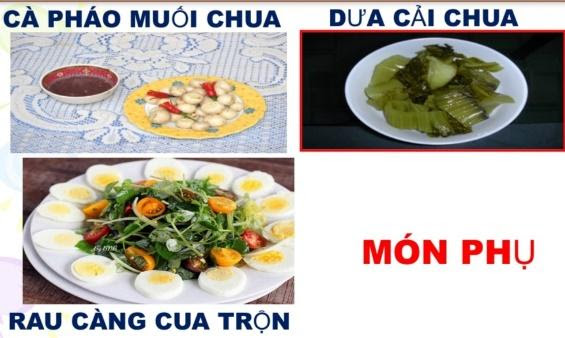 CÀ PHÁO MUỐI CHUA
DƯA CẢI CHUA
MÓN PHỤ
RAU CÀNG CUA TRỘN